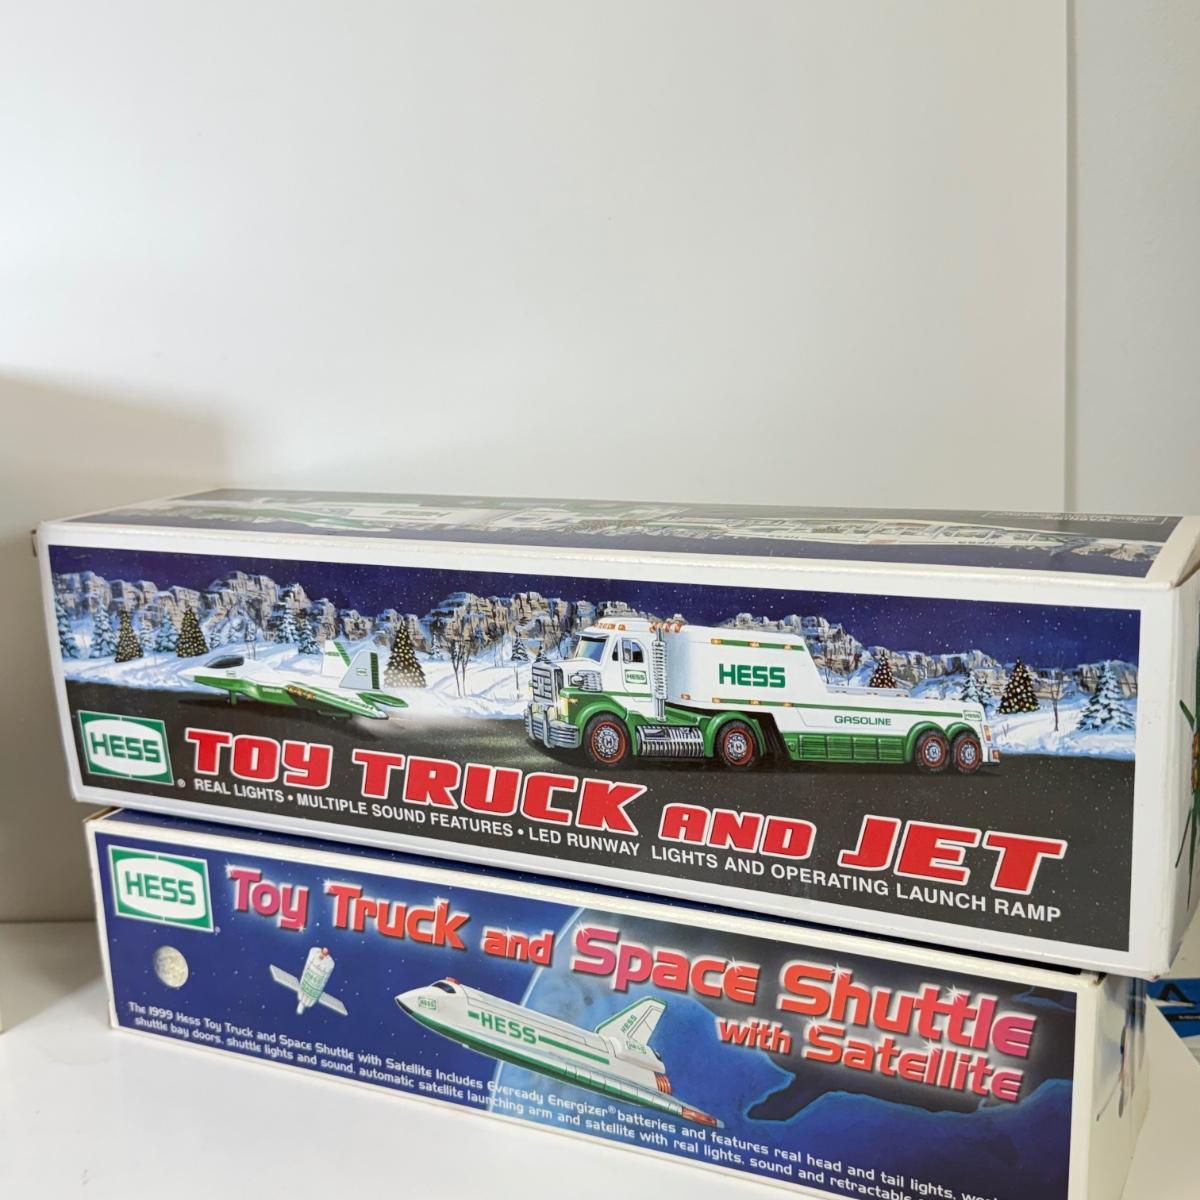 HESS
HESS
GASOLINE
HESS
TOY TRUCK AND JET
REAL LIGHTS • MULTIPLE SOUND FEATURES • LED RUNWAY LIGHTS AND OPERATING LAUNCH RAMP
HESS
Toy Truck and Space Shuttle
with Satellite
HESS
HESS
The 1999 Hess Toy Truck and Space Shuttle with Satellite Includes Eveready Energizer® batteries and features real head and tail lights,
shuttle bay doors, shuttle lights and sound, automatic satellite launching arm and satellite with real lights, sound and retractable